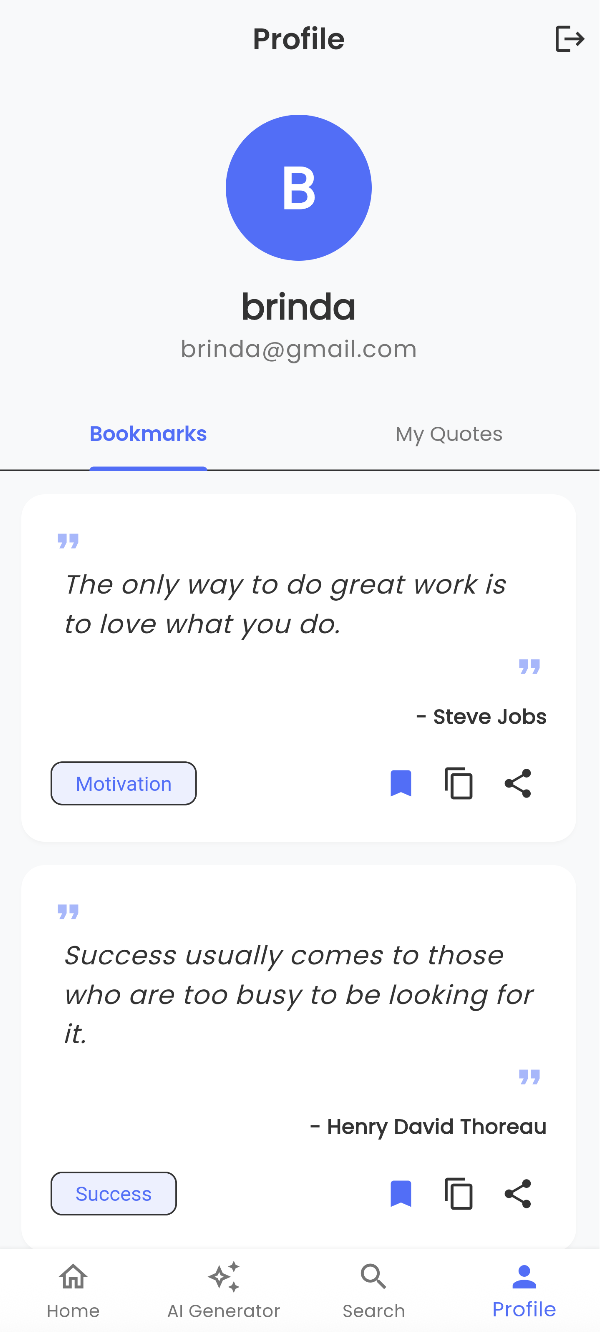 Profile
B
brinda
brinda@gmail.com
Bookmarks
My Quotes
"
The only way to do great work is
to love what you do.
"
- Steve Jobs
Motivation
"
Success usually comes to those
who are too busy to be looking for
it.
"
- Henry David Thoreau
Success
Home
AI Generator
Search
Profile